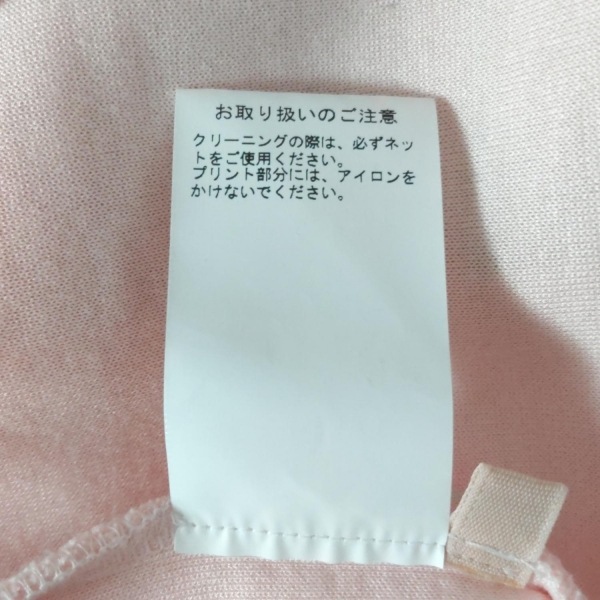 お取り扱いのご注意
クリーニングの際は、必ずネッ
トをご使用ください。
プリント部分には、アイロンを
かけないでください。